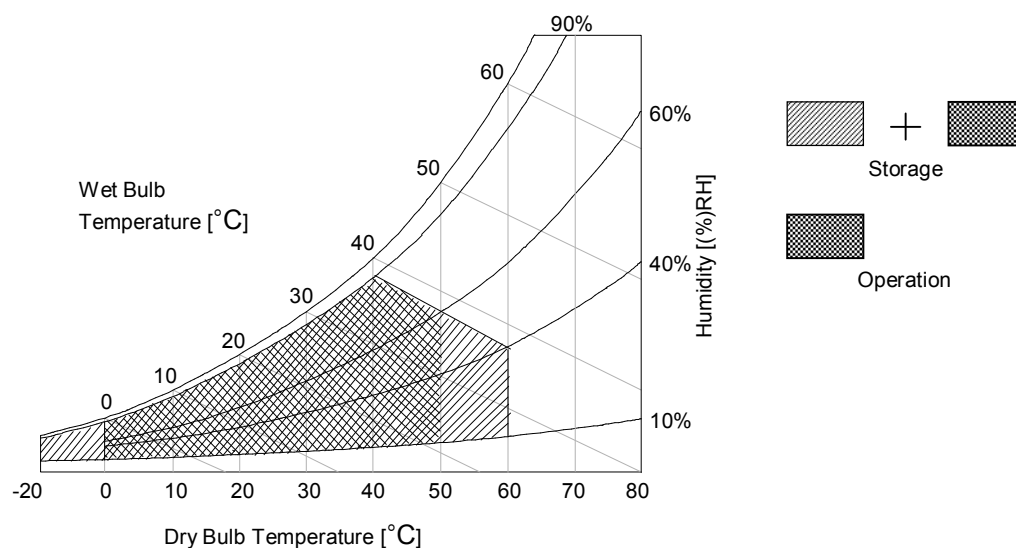 90%
60
60%
50
Storage
Wet Bulb
Temperature [°C]
Humidity [(%)RH]
40
40%
Operation
30
20
10
0
10%
-20 0 10 20 30 40 50 60 70 80
Dry Bulb Temperature [°C]